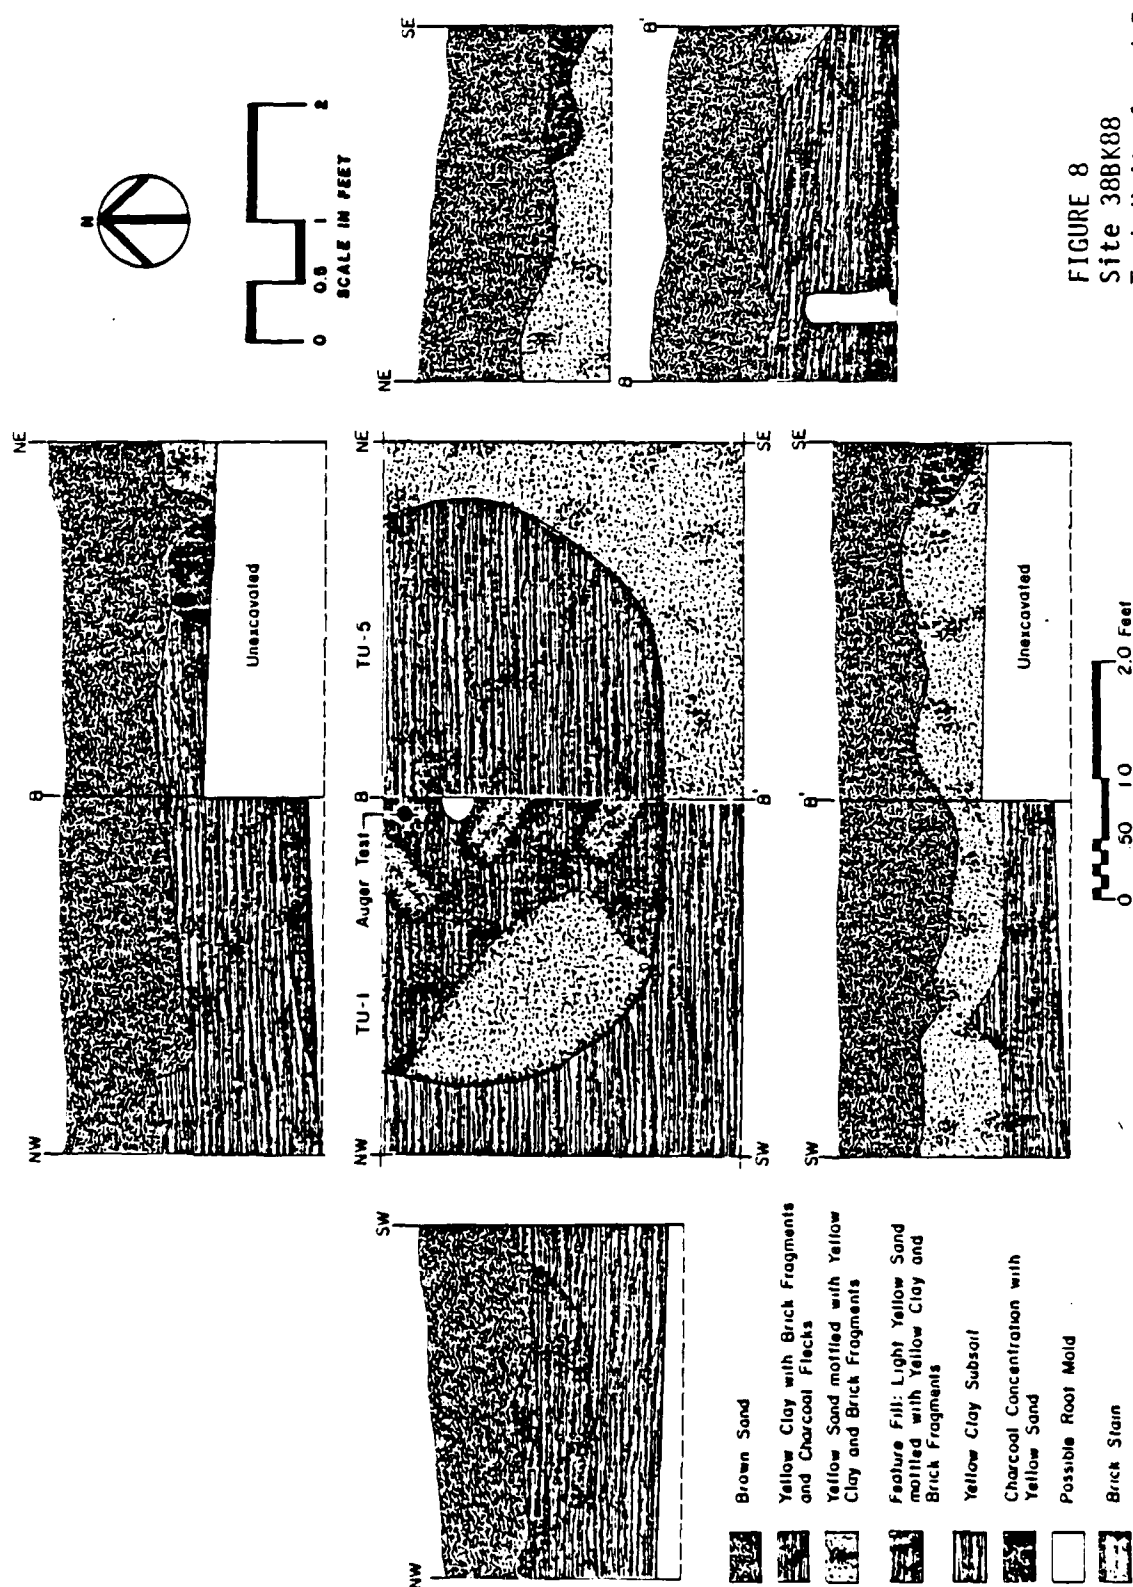 SE
B'
NE
B
N
0
0.5
1
2
SCALE IN FEET
FIGURE 8
Site 38BK88
NE
B
NW
Unexcavated
NE
TU-5
B
Auger Test
TU-1
NW
SE
B'
SW
SE
B'
SW
Unexcavated
0
.50
1.0
2.0 Feet
SW
NW
Brown Sand
Yellow Clay with Brick Fragments
and Charcoal Flecks
Yellow Sand mottled with Yellow
Clay and Brick Fragments
Feature Fill: Light Yellow Sand
mottled with Yellow Clay and
Brick Fragments
Yellow Clay Subsoil
Charcoal Concentration with
Yellow Sand
Possible Root Mold
Brick Stain